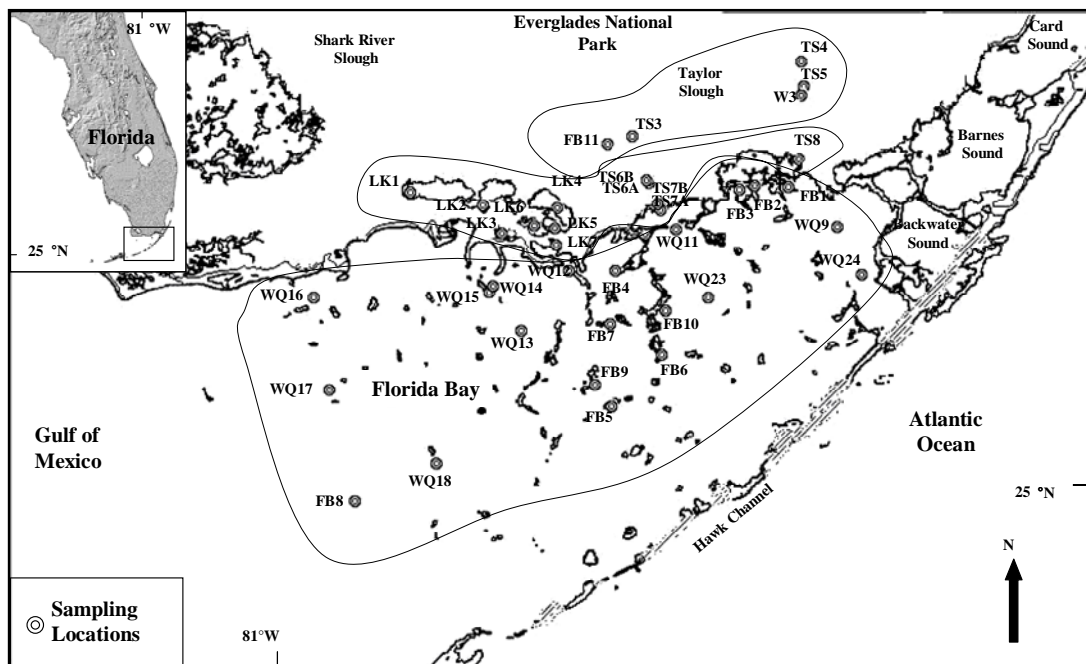 81 °W
Everglades National
Park
Shark River
Slough
Card
Sound
TS4
Taylor
Slough
TS5
W3
Florida
TS3
FB11
Barnes
Sound
TS8
LK1
LK4
TS6B
TS6A
TS7B
TS7A
LK2
LK6
FB3
FB2
FB11
LK3
LK5
WQ11
WQ9
Backwater
Sound
25 °N
LK7
WQ12
WQ24
WQ16
WQ15
WQ14
FB4
WQ23
FB10
WQ13
FB7
FB6
WQ17
Florida Bay
FB9
FB5
Gulf of
Mexico
Atlantic
Ocean
WQ18
FB8
25 °N
Hawk Channel
N
Sampling
Locations
81°W